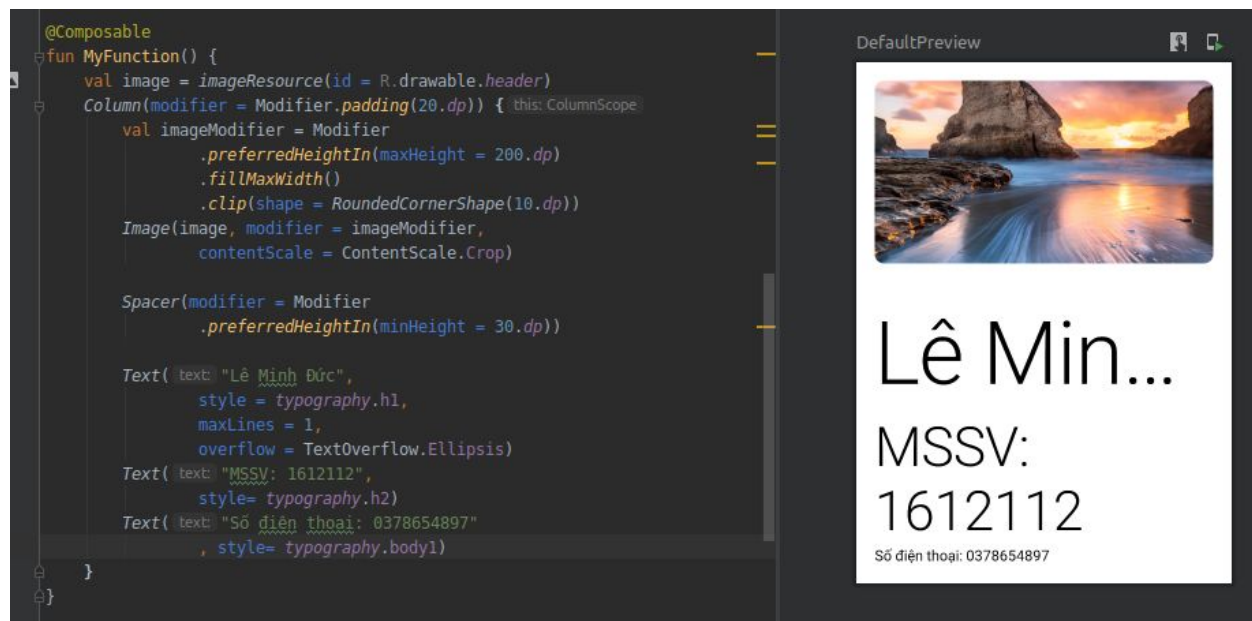 @Composable
fun MyFunction() {
val image = imageResource(id = R.drawable.header)
Column(modifier = Modifier.padding(20.dp)) { this: ColumnScope
val imageModifier = Modifier
.preferredHeightIn(maxHeight = 200.dp)
.fillMaxWidth()
.clip(shape = RoundedCornerShape(10.dp))
Image(image, modifier = imageModifier,
contentScale = ContentScale.Crop)
Spacer(modifier = Modifier
.preferredHeightIn(minHeight = 30.dp))
Text( text: "Lê Minh Đức",
style = typography.h1,
maxLines = 1,
overflow = TextOverflow.Ellipsis)
Text( text: "MSSV: 1612112",
style= typography.h2)
Text( text: "Số điện thoại: 0378654897"
, style= typography.body1)
}
}
DefaultPreview
Lê Min...
MSSV:
1612112
Số điện thoại: 0378654897